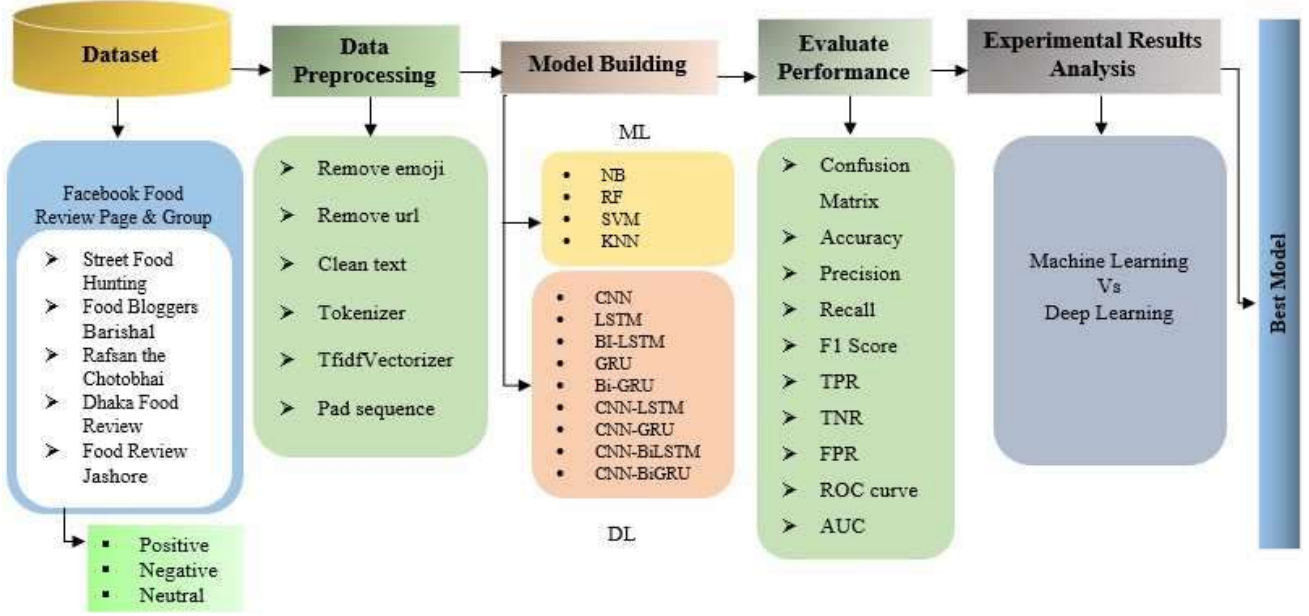 Dataset
Data
Preprocessing
Model Building
Evaluate
Performance
Experimental Results
Analysis
Facebook Food
Review Page & Group
➢ Street Food
Hunting
➢ Food Bloggers
Barishal
➢ Rafsan the
Chotobhai
➢ Dhaka Food
Review
➢ Food Review
Jashore
▪ Positive
▪ Negative
▪ Neutral
➢ Remove emoji
➢ Remove url
➢ Clean text
➢ Tokenizer
➢ TfidfVectorizer
➢ Pad sequence
ML
• NB
• RF
• SVM
• KNN
• CNN
• LSTM
• BI-LSTM
• GRU
• Bi-GRU
• CNN-LSTM
• CNN-GRU
• CNN-BiLSTM
• CNN-BiGRU
DL
➢ Confusion
Matrix
➢ Accuracy
➢ Precision
➢ Recall
➢ F1 Score
➢ TPR
➢ TNR
➢ FPR
➢ ROC curve
➢ AUC
Machine Learning
Vs
Deep Learning
Best Model